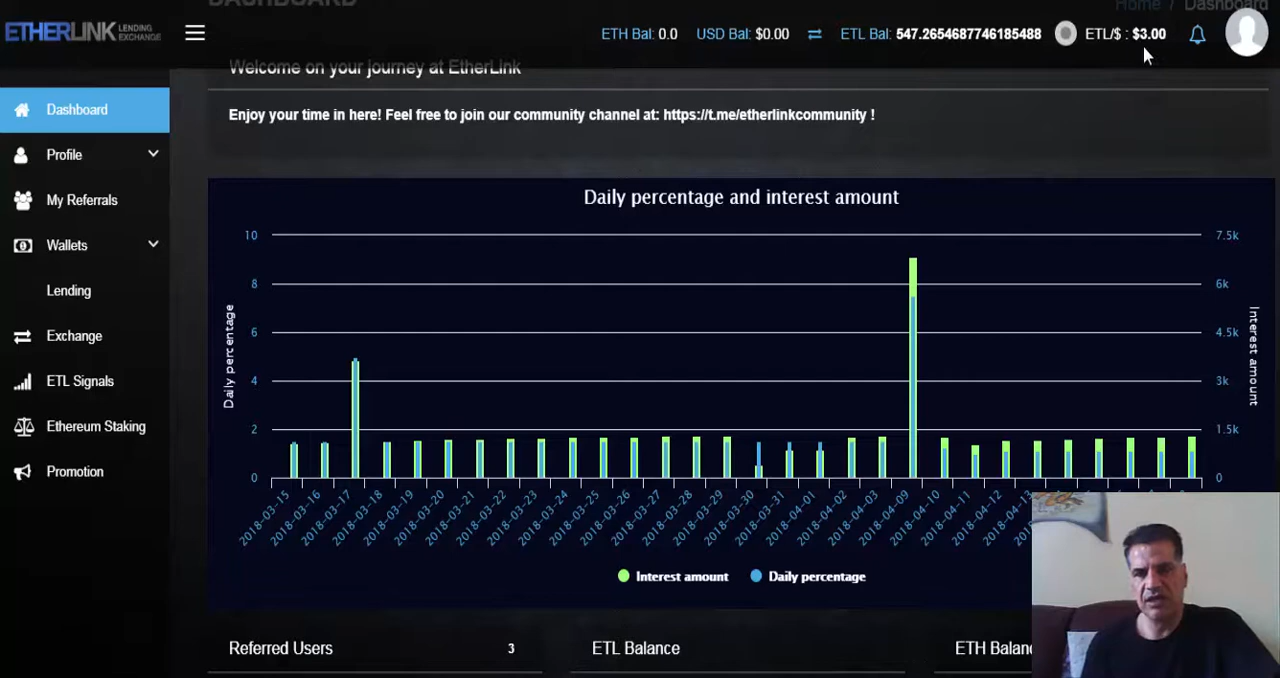 DASHBOARD
Home / Dashboard
ETHERLINK LENDING EXCHANGE
ETH Bal: 0.0 USD Bal: $0.00 ETL Bal: 547.2654687746185488 ETL/$ : $3.00
Welcome on your journey at EtherLink
Enjoy your time in here! Feel free to join our community channel at: https://t.me/etherlinkcommunity !
Dashboard
Profile
My Referrals
Wallets
Lending
Exchange
ETL Signals
Ethereum Staking
Promotion
Daily percentage and interest amount
Daily percentage
10
8
6
4
2
0
7.5k
6k
4.5k
3k
1.5k
0
Interest amount
2018-03-15
2018-03-16
2018-03-17
2018-03-18
2018-03-19
2018-03-20
2018-03-21
2018-03-22
2018-03-23
2018-03-24
2018-03-25
2018-03-26
2018-03-27
2018-03-28
2018-03-29
2018-03-30
2018-03-31
2018-04-01
2018-04-02
2018-04-03
2018-04-09
2018-04-10
2018-04-11
2018-04-12
Interest amount Daily percentage
Referred Users 3
ETL Balance